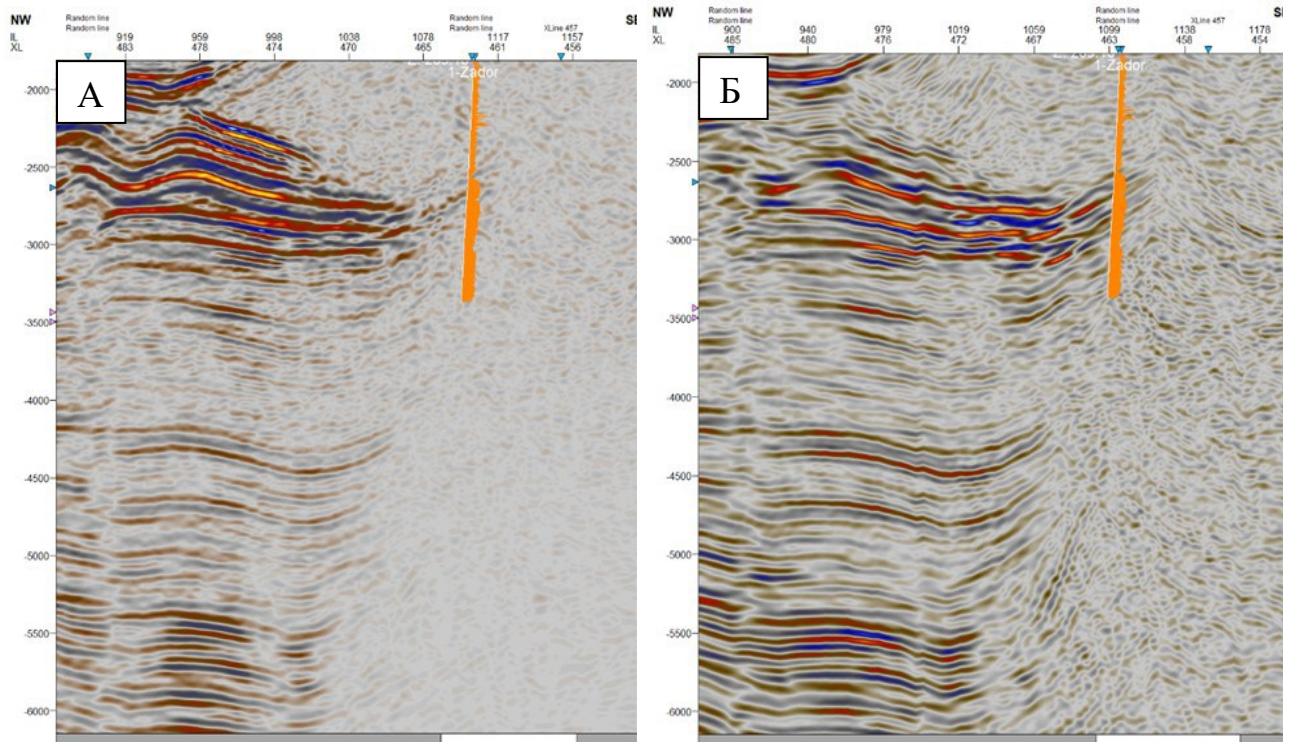 NW
Random line
Random line
Random line
Random line
XLine 457
SE
IL 919 959 998 1038 1078 1117 1157
XL 483 478 474 470 465 461 456
А
1-Zador
-2000
-2500
-3000
-3500
-4000
-4500
-5000
-5500
-6000
NW
Random line
Random line
Random line
Random line
XLine 457
SE
IL 900 940 979 1019 1059 1099 1138 1178
XL 485 480 476 472 467 463 458 454
Б
1-Zador
-2000
-2500
-3000
-3500
-4000
-4500
-5000
-5500
-6000